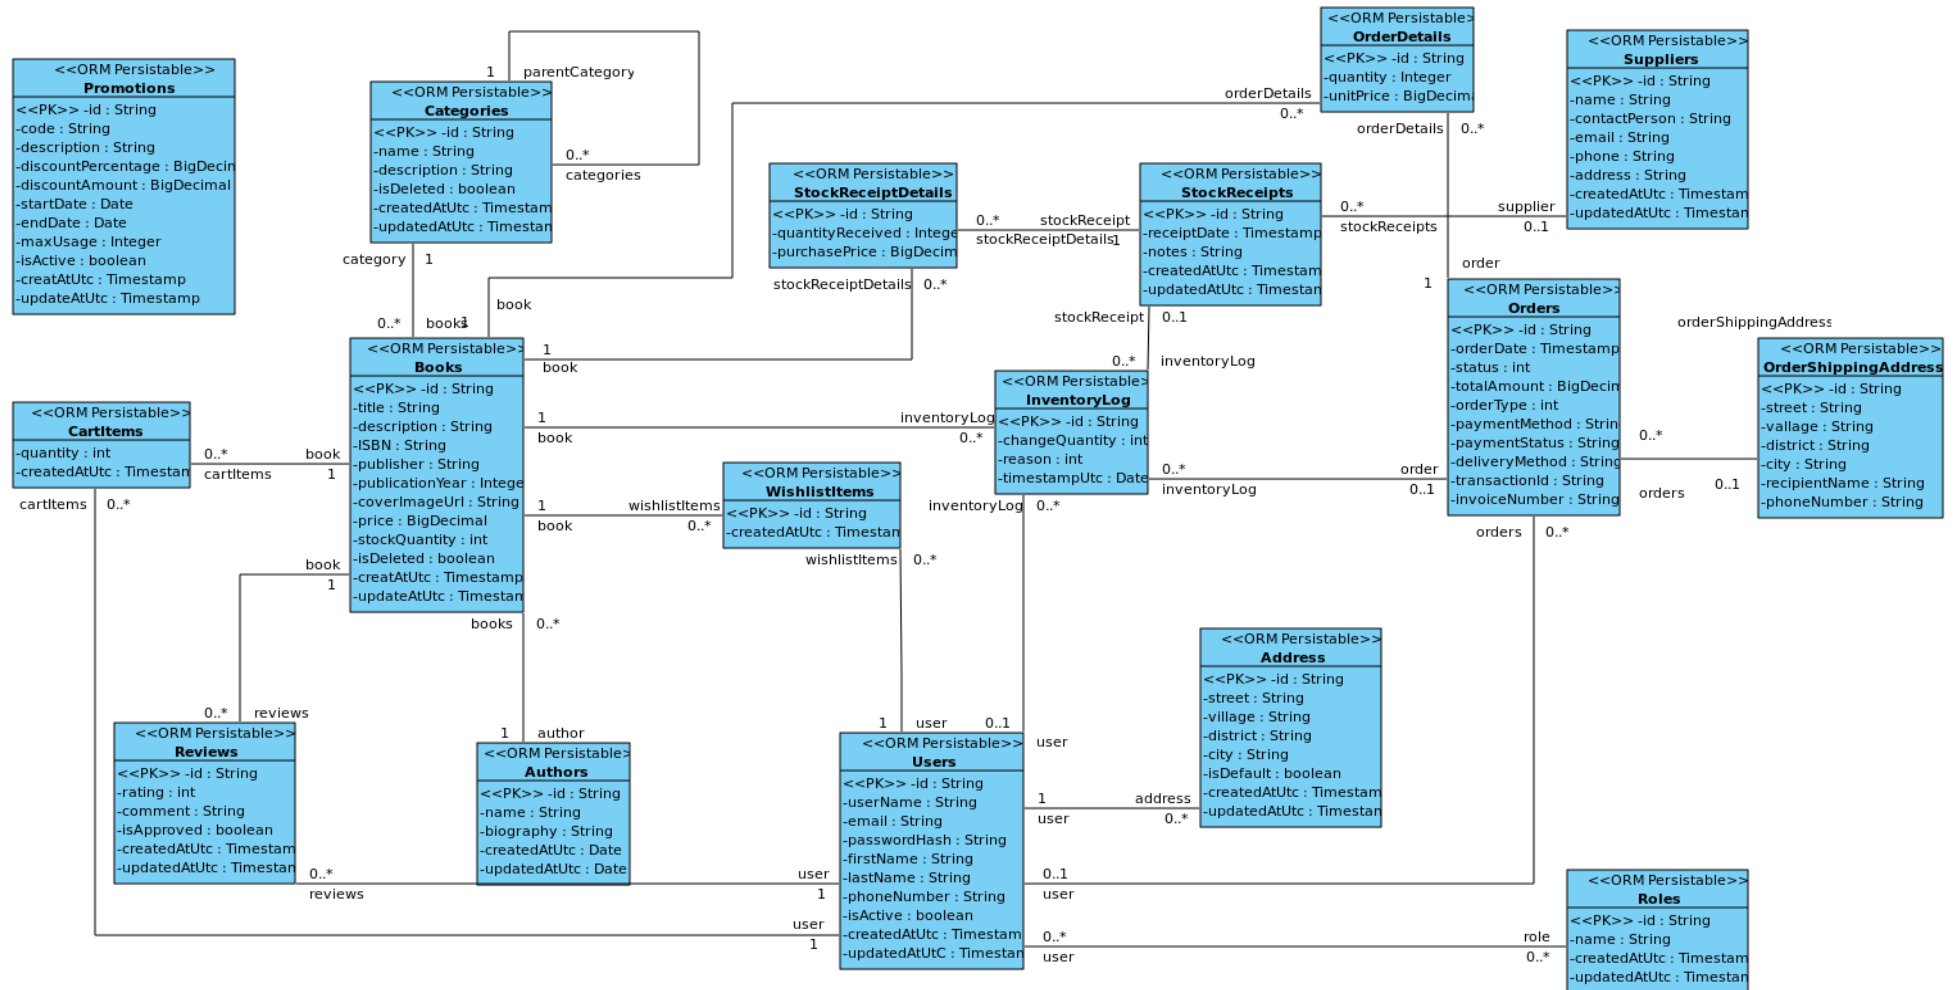 <<ORM Persistable>>
Promotions
<<PK>> -id : String
-code : String
-description : String
-discountPercentage : BigDecin
-discountAmount : BigDecimal
-startDate : Date
-endDate : Date
-maxUsage : Integer
-isActive : boolean
-creatAtUtc : Timestamp
-updateAtUtc : Timestamp
1
parentCategory
<<ORM Persistable>>
Categories
<<PK>> -id : String
-name : String
-description : String
-isDeleted : boolean
-createdAtUtc : Timestam
-updatedAtUtc : Timestan
0..*
categories
category
1
0..*
books
1
book
orderDetails
0..*
<<ORM Persistable>
OrderDetails
<<PK>> -id : String
-quantity : Integer
-unitPrice : BigDecima
orderDetails
0..*
<<ORM Persistable>>
Suppliers
<<PK>> -id : String
-name : String
-contactPerson : String
-email : String
-phone : String
-address : String
-createdAtUtc : Timestam
-updatedAtUtc : Timestan
<<ORM Persistable>>
StockReceiptDetails
<<PK>> -id : String
-quantityReceived : Intege
-purchasePrice : BigDecim
0..*
stockReceipt
stockReceiptDetails
1
stockReceiptDetails
0..*
<<ORM Persistable>>
StockReceipts
<<PK>> -id : String
-receiptDate : Timestamp
-notes : String
-createdAtUtc : Timestam
-updatedAtUtc : Timestan
0..*
stockReceipts
supplier
0..1
stockReceipt
0..1
0..*
inventoryLog
order
1
<<ORM Persistable>>
Orders
<<PK>> -id : String
-orderDate : Timestamp
-status : int
-totalAmount : BigDecin
-orderType : int
-paymentMethod : Strin
-paymentStatus : String
-deliveryMethod : String
-transactionId : String
-invoiceNumber : String
orderShippingAddress
<<ORM Persistable>>
OrderShippingAddress
<<PK>> -id : String
-street : String
-vallage : String
-district : String
-city : String
-recipientName : String
-phoneNumber : String
0..*
orders
0..1
<<ORM Persistable>>
Books
<<PK>> -id : String
-title : String
-description : String
-ISBN : String
-publisher : String
-publicationYear : Intege
-coverImageUrl : String
-price : BigDecimal
-stockQuantity : int
-isDeleted : boolean
-creatAtUtc : Timestamp
-updateAtUtc : Timestan
1
book
1
book
inventoryLog
0..*
1
book
wishlistItems
0..*
<<ORM Persistable>>
CartItems
-quantity : int
-createdAtUtc : Timestan
0..*
cartItems
book
1
cartItems
0..*
book
1
<<ORM Persistable>
InventoryLog
<<PK>> -id : String
-changeQuantity : int
-reason : int
-timestampUtc : Date
0..*
inventoryLog
order
0..1
inventoryLog
0..*
<<ORM Persistable>>
WishlistItems
<<PK>> -id : String
-createdAtUtc : Timestan
wishlistItems
0..*
orders
0..*
books
0..*
1
author
0..*
reviews
<<ORM Persistable>>
Reviews
<<PK>> -id : String
-rating : int
-comment : String
-isApproved : boolean
-createdAtUtc : Timestam
-updatedAtUtc : Timestan
0..*
reviews
<<ORM Persistable>
Authors
<<PK>> -id : String
-name : String
-biography : String
-createdAtUtc : Date
-updatedAtUtc : Date
1
user
0..1
user
<<ORM Persistable>>
Users
<<PK>> -id : String
-userName : String
-email : String
-passwordHash : String
-firstName : String
-lastName : String
-phoneNumber : String
-isActive : boolean
-createdAtUtc : Timestam
-updatedAtUtC : Timestan
user
1
user
1
1
user
address
0..*
<<ORM Persistable>>
Address
<<PK>> -id : String
-street : String
-village : String
-district : String
-city : String
-isDefault : boolean
-createdAtUtc : Timestam
-updatedAtUtc : Timestan
0..1
user
0..*
user
role
0..*
<<ORM Persistable>>
Roles
<<PK>> -id : String
-name : String
-createdAtUtc : Timestam
-updatedAtUtc : Timestan